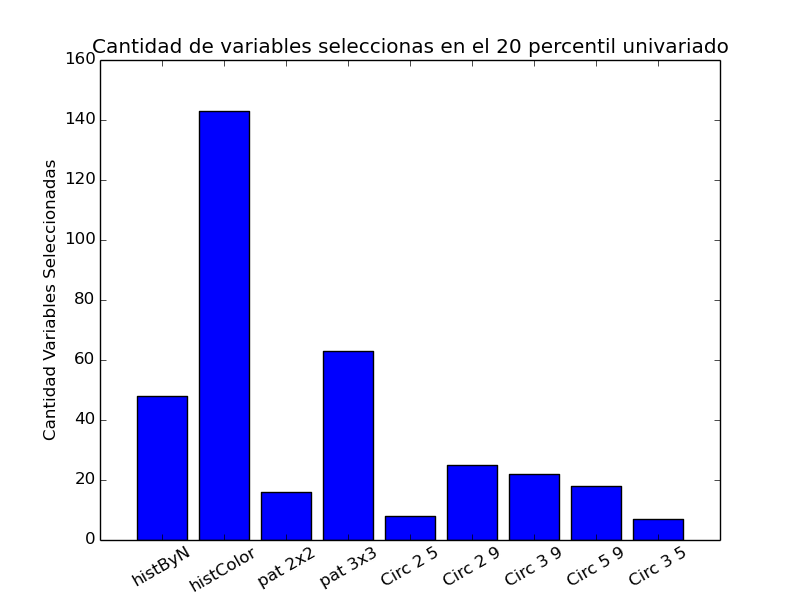 Cantidad de variables seleccionas en el 20 percentil univariado
160
140
120
100
80
60
40
20
0
Cantidad Variables Seleccionadas
histByN
histColor
pat 2x2
pat 3x3
Circ 2 5
Circ 2 9
Circ 3 9
Circ 5 9
Circ 3 5